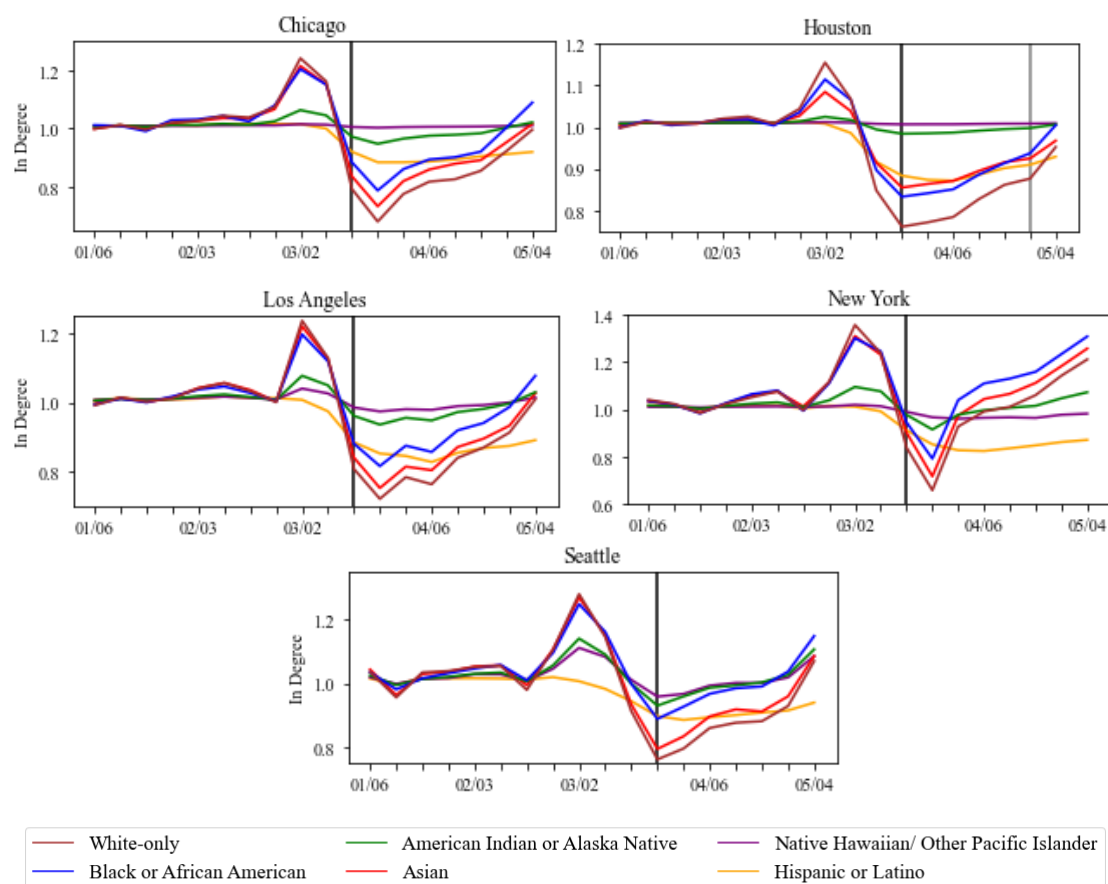 Chicago
Houston
In Degree
1.2
1.0
0.8
01/06 02/03 03/02 04/06 05/04
1.2
1.1
1.0
0.9
0.8
01/06 02/03 03/02 04/06 05/04
Los Angeles
New York
In Degree
1.2
1.0
0.8
01/06 02/03 03/02 04/06 05/04
1.4
1.2
1.0
0.8
0.6
01/06 02/03 03/02 04/06 05/04
Seattle
In Degree
1.2
1.0
0.8
01/06 02/03 03/02 04/06 05/04
White-only American Indian or Alaska Native Native Hawaiian/ Other Pacific Islander
Black or African American Asian Hispanic or Latino